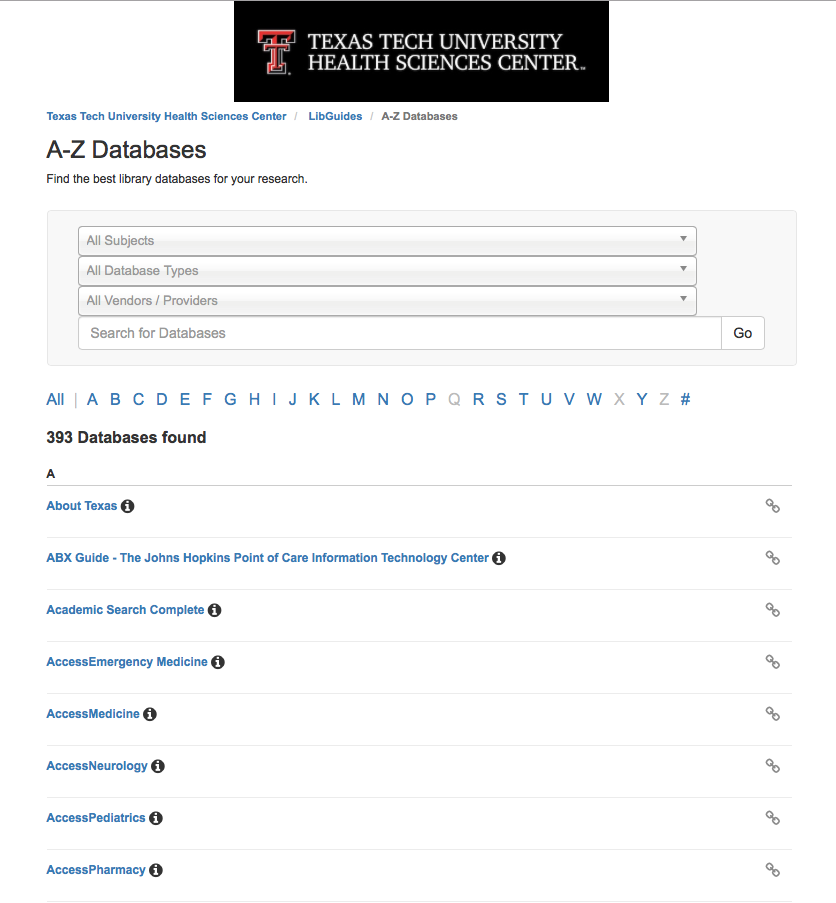 TEXAS TECH UNIVERSITY
HEALTH SCIENCES CENTER™
Texas Tech University Health Sciences Center / LibGuides / A-Z Databases
A-Z Databases
Find the best library databases for your research.
All Subjects
All Database Types
All Vendors / Providers
Search for Databases Go
All | A B C D E F G H I J K L M N O P Q R S T U V W X Y Z #
393 Databases found
A
About Texas
ABX Guide - The Johns Hopkins Point of Care Information Technology Center
Academic Search Complete
AccessEmergency Medicine
AccessMedicine
AccessNeurology
AccessPediatrics
AccessPharmacy